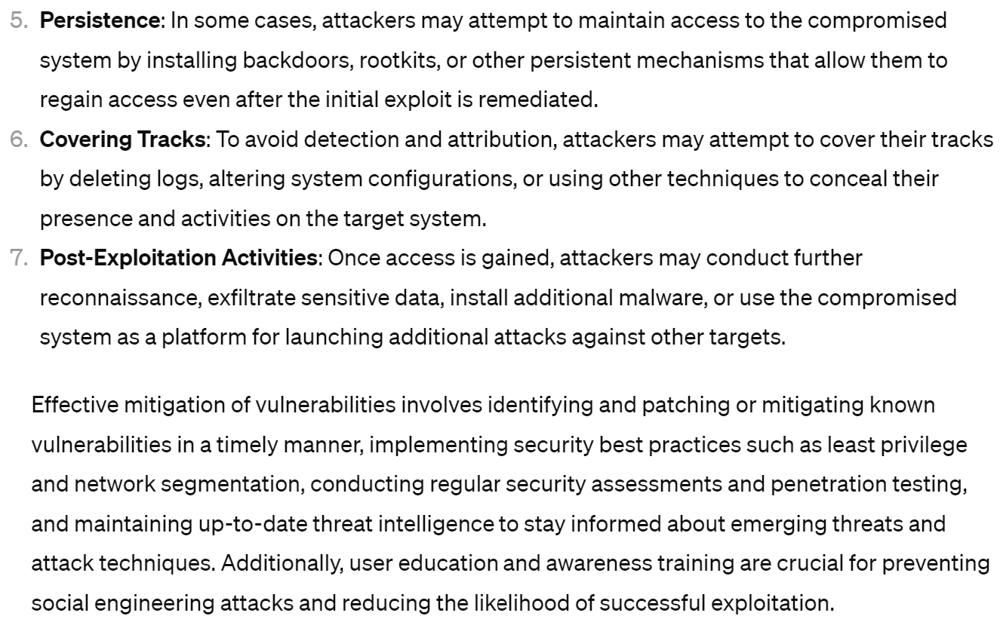 5. Persistence: In some cases, attackers may attempt to maintain access to the compromised
system by installing backdoors, rootkits, or other persistent mechanisms that allow them to
regain access even after the initial exploit is remediated.
6. Covering Tracks: To avoid detection and attribution, attackers may attempt to cover their tracks
by deleting logs, altering system configurations, or using other techniques to conceal their
presence and activities on the target system.
7. Post-Exploitation Activities: Once access is gained, attackers may conduct further
reconnaissance, exfiltrate sensitive data, install additional malware, or use the compromised
system as a platform for launching additional attacks against other targets.
Effective mitigation of vulnerabilities involves identifying and patching or mitigating known
vulnerabilities in a timely manner, implementing security best practices such as least privilege
and network segmentation, conducting regular security assessments and penetration testing,
and maintaining up-to-date threat intelligence to stay informed about emerging threats and
attack techniques. Additionally, user education and awareness training are crucial for preventing
social engineering attacks and reducing the likelihood of successful exploitation.